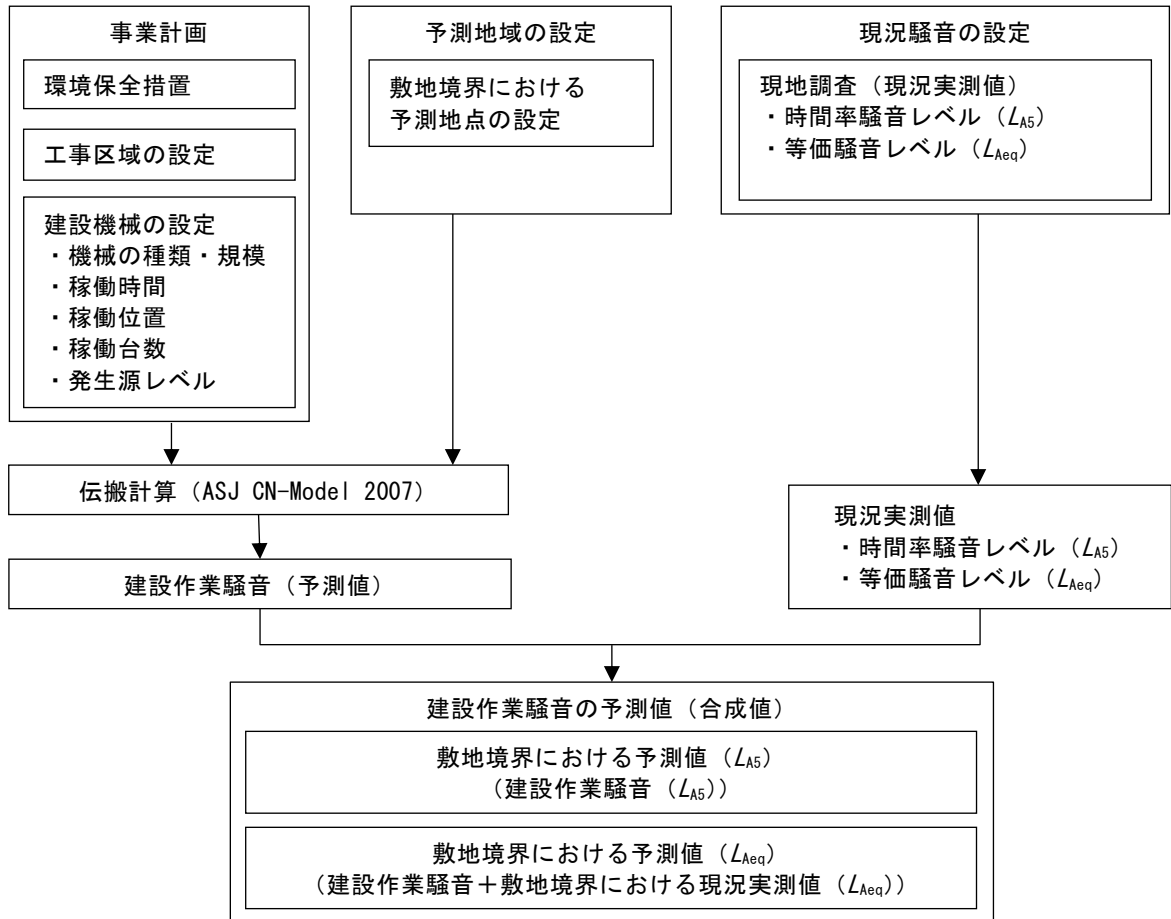 事業計画
環境保全措置
工事区域の設定
建設機械の設定
・機械の種類・規模
・稼働時間
・稼働位置
・稼働台数
・発生源レベル
予測地域の設定
敷地境界における
予測地点の設定
現況騒音の設定
現地調査(現況実測値)
・時間率騒音レベル(LA5)
・等価騒音レベル(LAeq)
伝搬計算(ASJ CN-Model 2007)
建設作業騒音(予測値)
現況実測値
・時間率騒音レベル(LA5)
・等価騒音レベル(LAeq)
建設作業騒音の予測値(合成値)
敷地境界における予測値(LA5)
(建設作業騒音(LA5))
敷地境界における予測値(LAeq)
(建設作業騒音+敷地境界における現況実測値(LAeq))